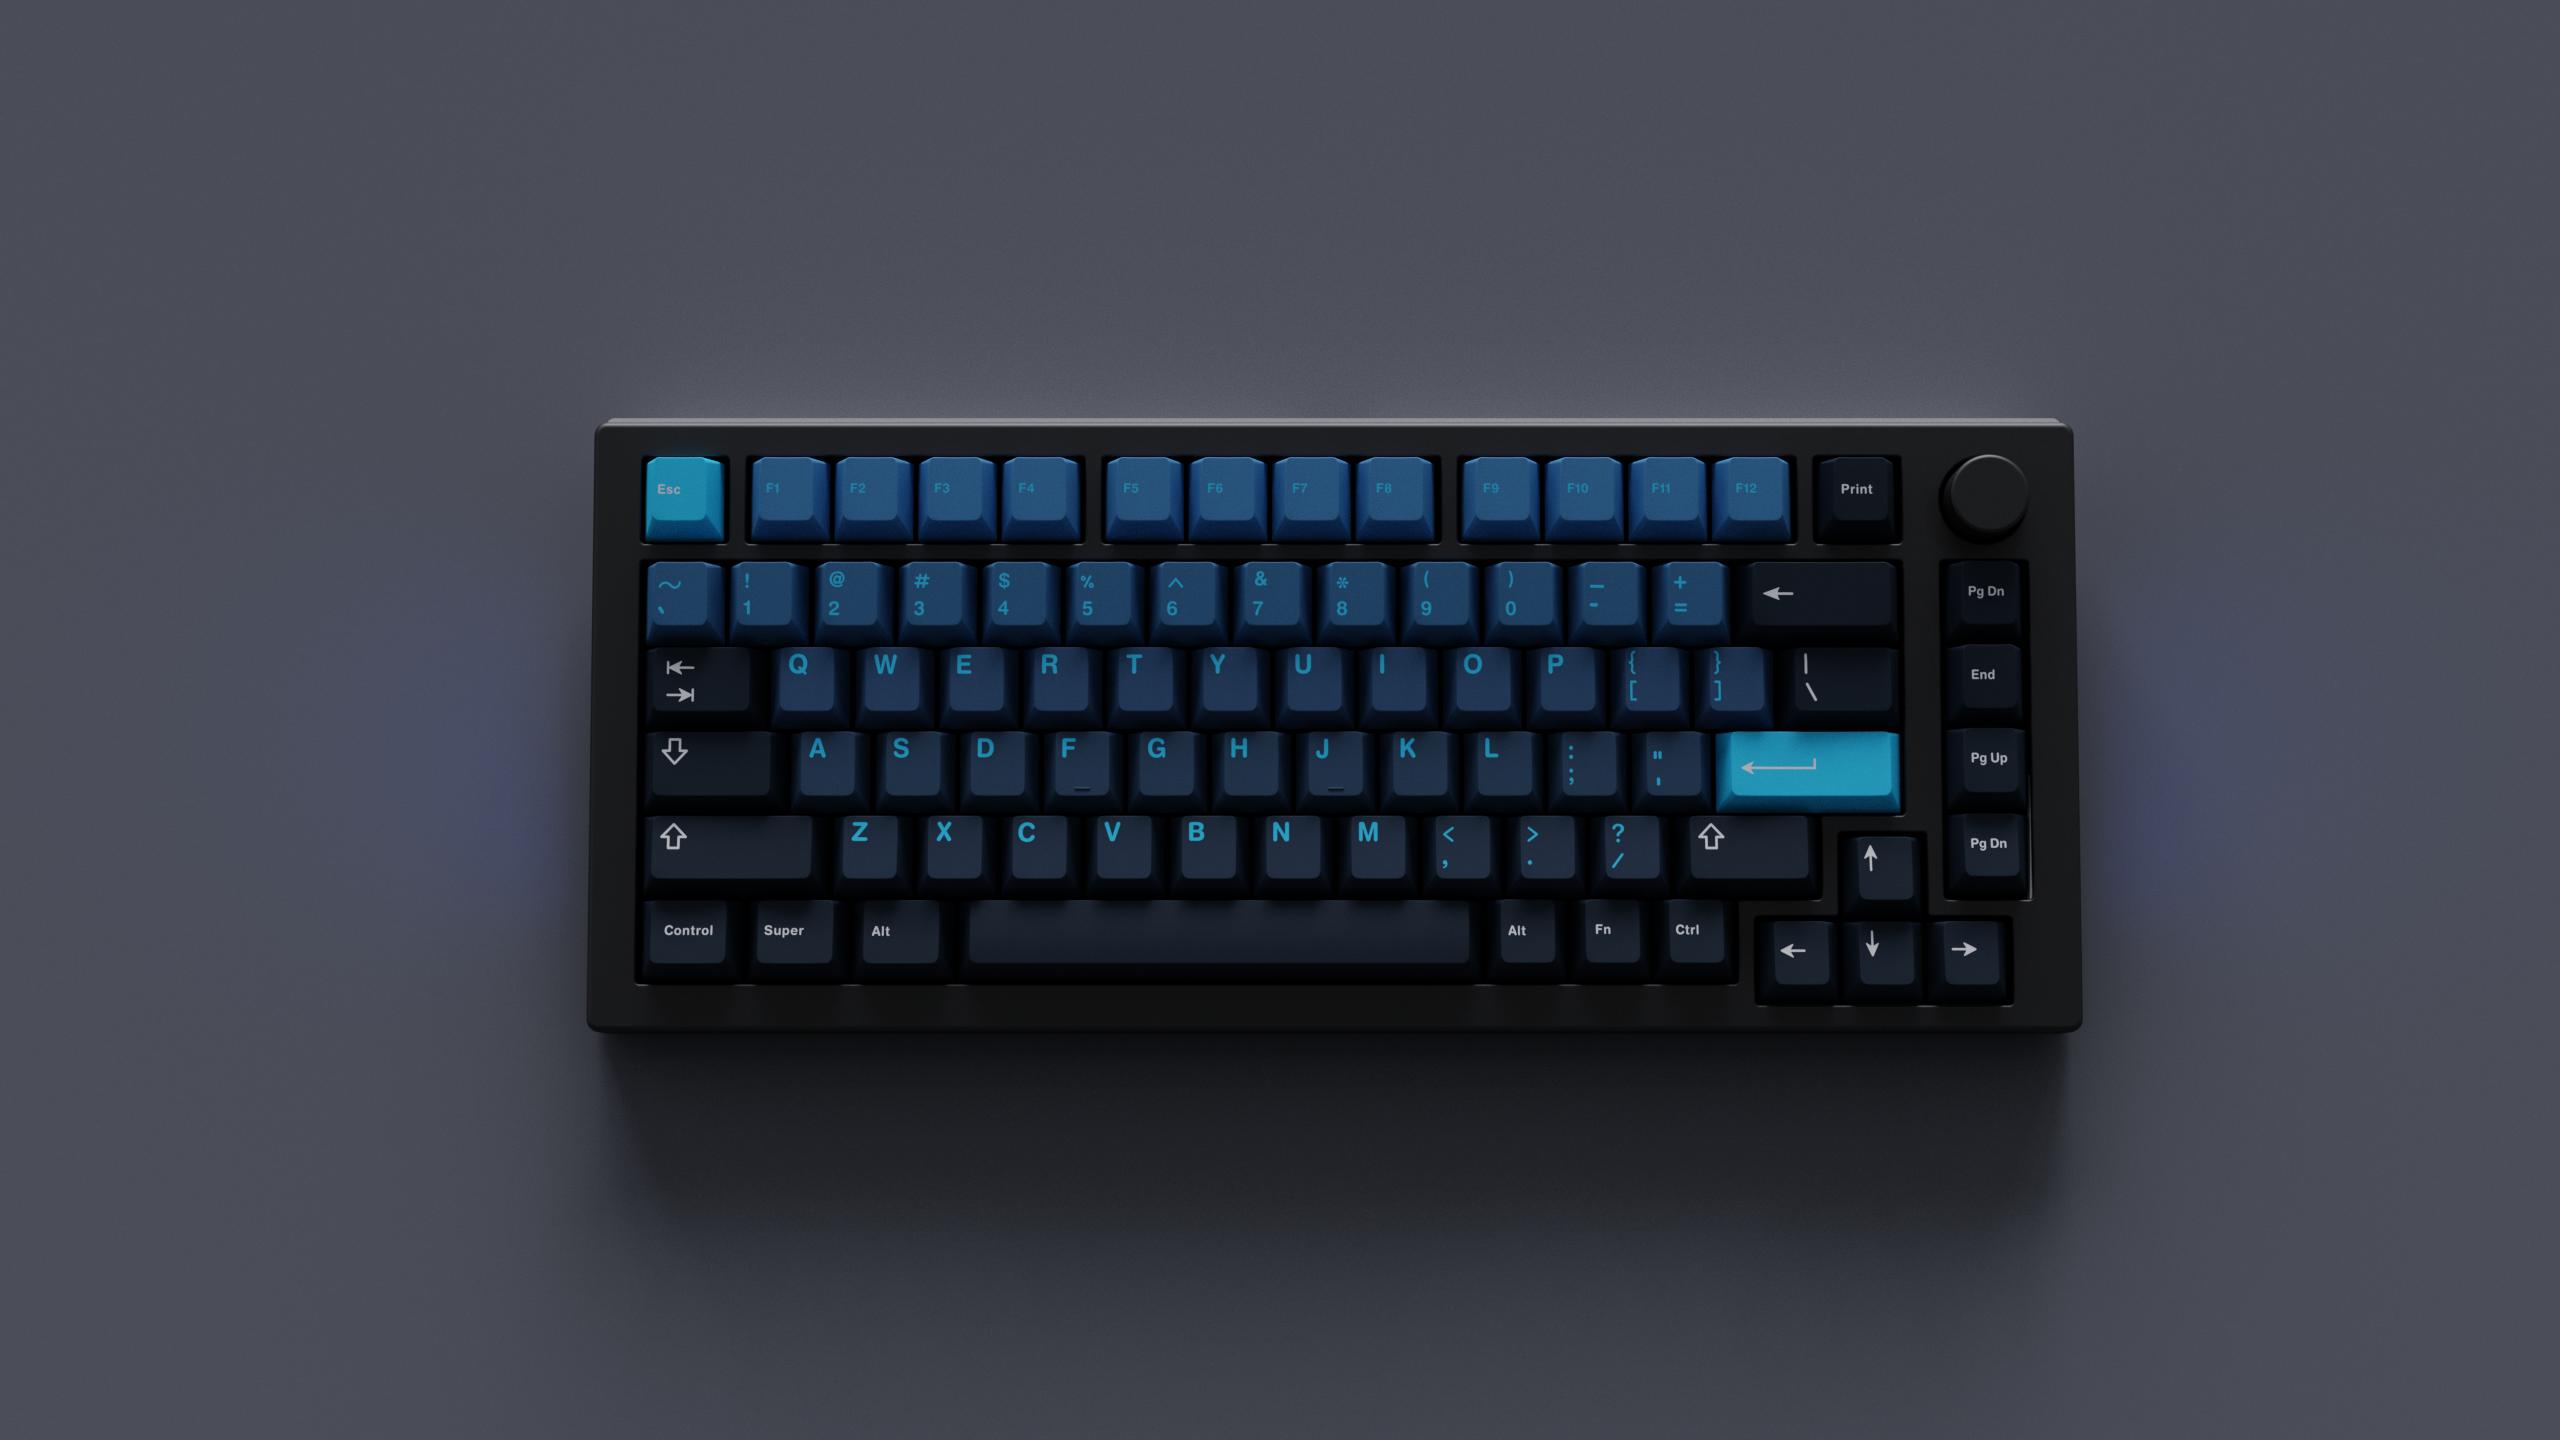 Esc F1 F2 F3 F4 F5 F6 F7 F8 F9 F10 F11 F12 Print
~ ! @ # $ % ^ & * ( ) _ +
` 1 2 3 4 5 6 7 8 9 0 - = ← Pg Dn
⇤ { } |
⇥ Q W E R T Y U I O P [ ] \ End
⇩ A S D F G H J K L : ; " ' ↵ Pg Up
⇧ Z X C V B N M < , > . ? / ⇧ ↑ Pg Dn
Control Super Alt Alt Fn Ctrl ← ↓ →